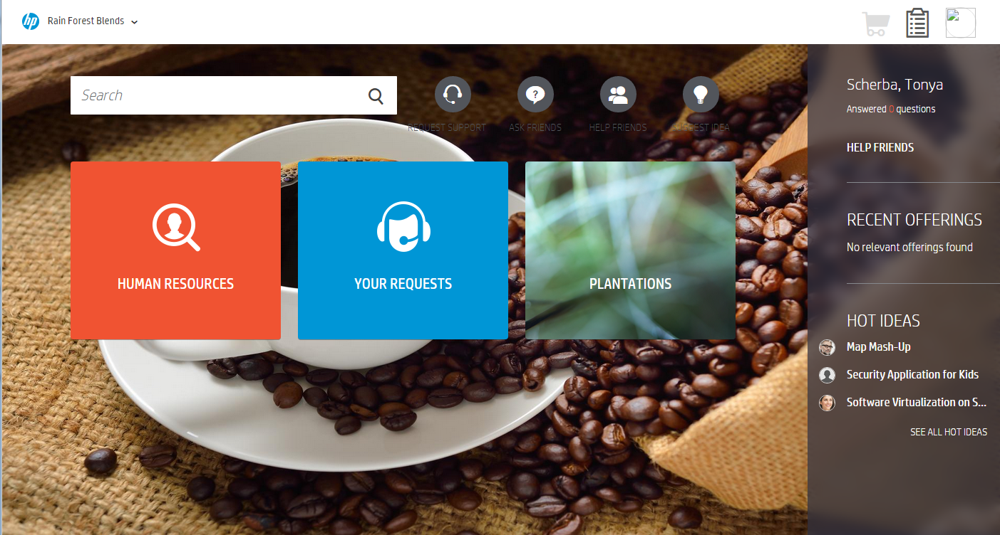 hp
Rain Forest Blends
Search
REQUEST SUPPORT
ASK FRIENDS
HELP FRIENDS
SUGGEST IDEA
?
HUMAN RESOURCES
YOUR REQUESTS
PLANTATIONS
Scherba, Tonya
Answered 0 questions
HELP FRIENDS
RECENT OFFERINGS
No relevant offerings found
HOT IDEAS
Map Mash-Up
Security Application for Kids
Software Virtualization on S...
SEE ALL HOT IDEAS